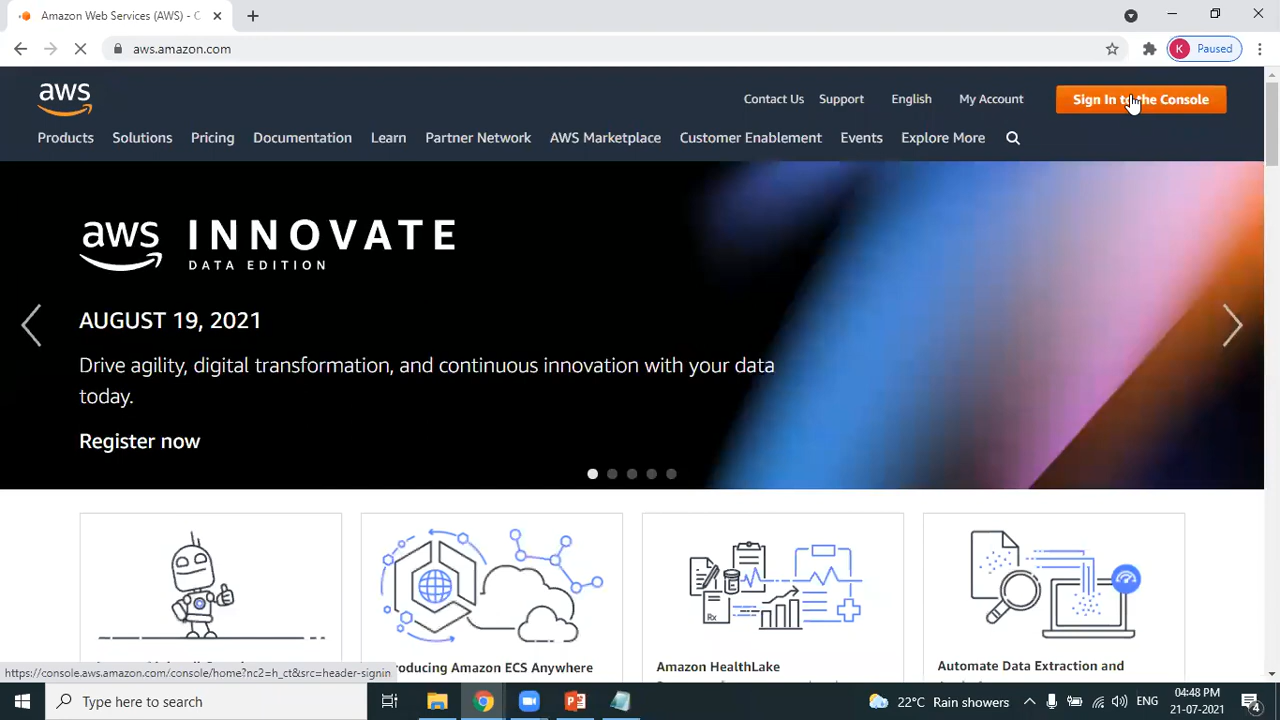 Amazon Web Services (AWS) - C
aws.amazon.com
K
Paused
aws
Contact Us
Support
English
My Account
Sign In to the Console
Products
Solutions
Pricing
Documentation
Learn
Partner Network
AWS Marketplace
Customer Enablement
Events
Explore More
aws INNOVATE
DATA EDITION
AUGUST 19, 2021
Drive agility, digital transformation, and continuous innovation with your data
today.
Register now
Rx
Introducing Amazon ECS Anywhere
Amazon HealthLake
Automate Data Extraction and
https://console.aws.amazon.com/console/home?nc2=h_ct&src=header-signin
Type here to search
22°C Rain showers
ENG
04:48 PM
21-07-2021
4